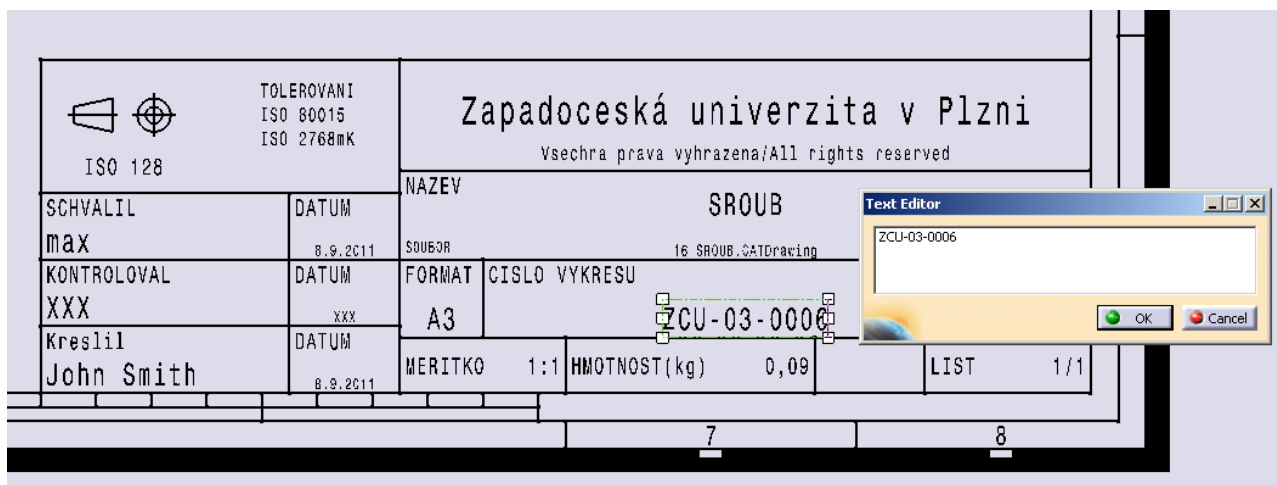 TOLEROVANI
ISO 80015
ISO 2768mK
ISO 128
Zapadoceská univerzita v Plzni
Vsechra prava vyhrazena/All rights reserved
SCHVALIL
max
DATUM
8.9.2011
KONTROLOVAL
XXX
DATUM
XXX
Kreslil
John Smith
DATUM
8.9.2011
NAZEV
SROUB
SOUBOR
16 SROUB.CATDrawing
FORMAT
A3
CISLO VYKRESU
ZCU-03-0006
MERITKO 1:1
HMOTNOST(kg) 0,09
LIST 1/1
7
8
Text Editor
ZCU-03-0006
OK
Cancel